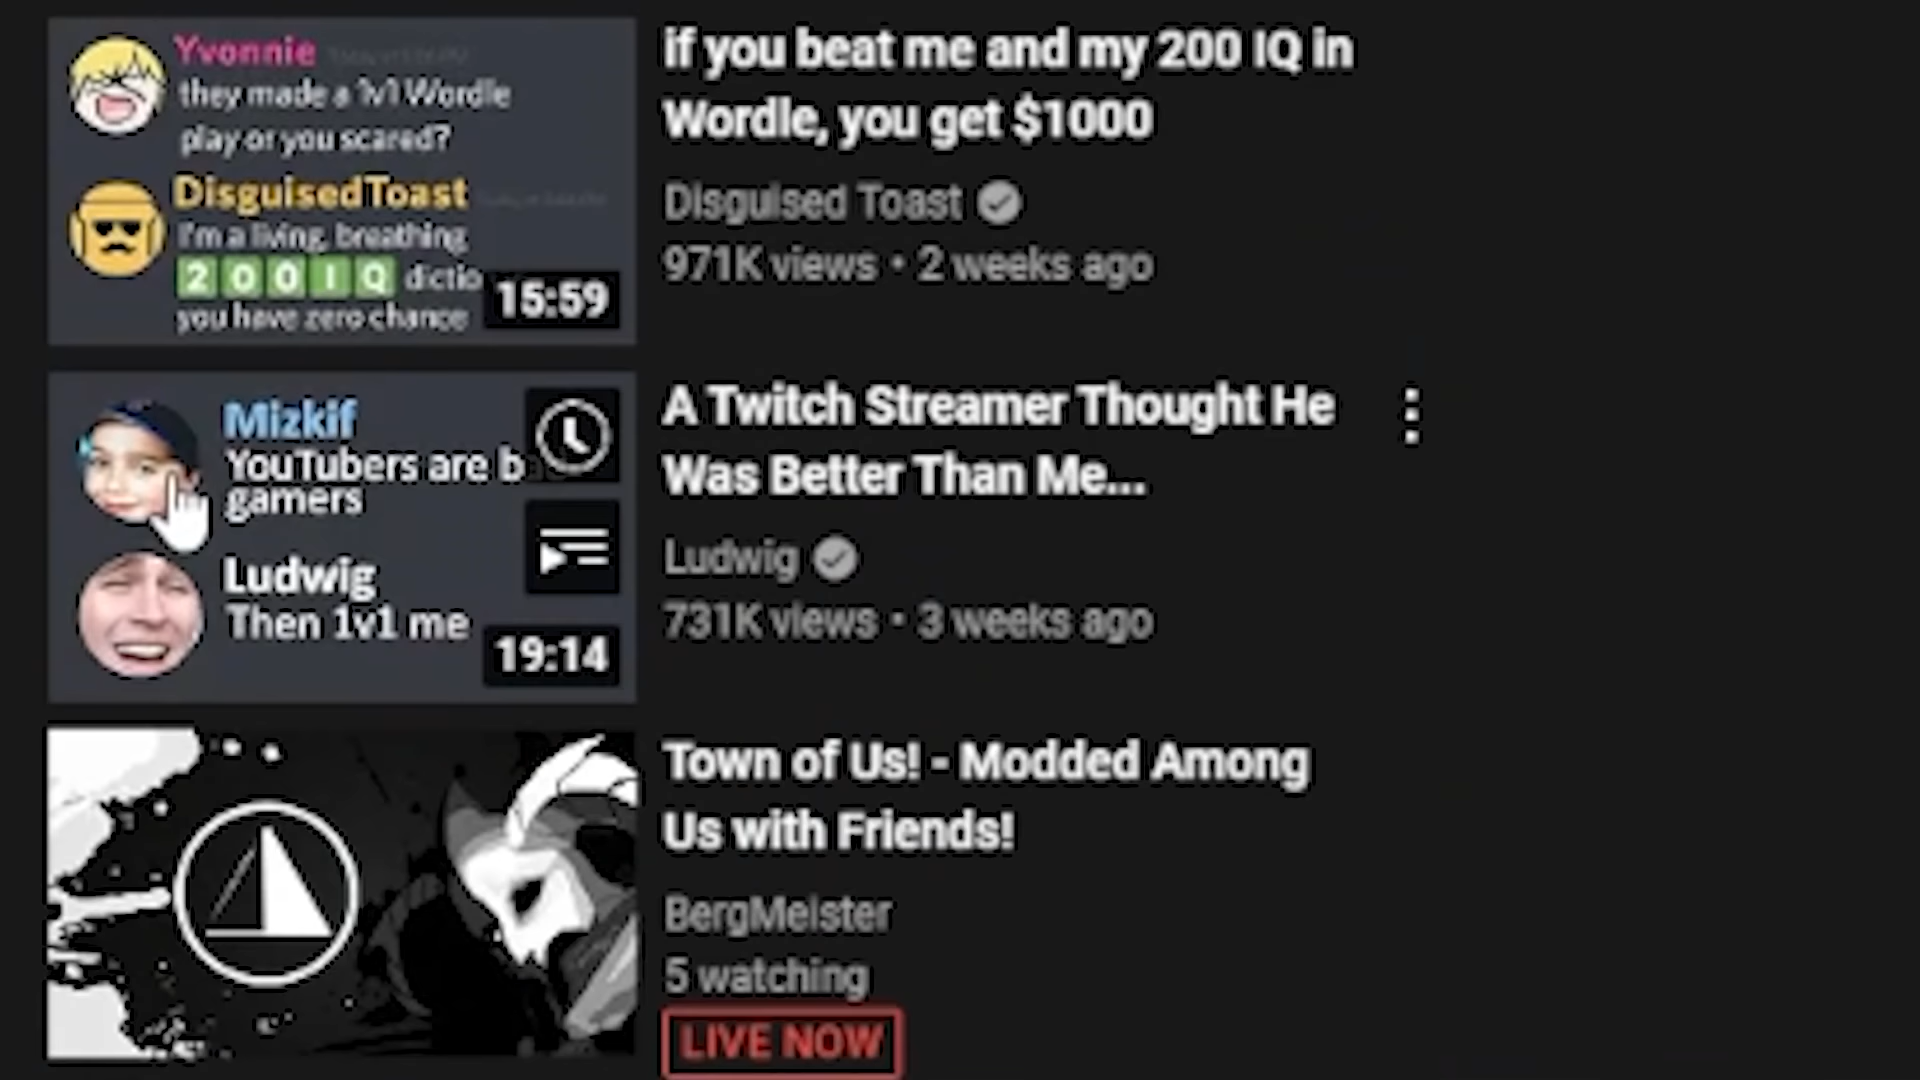 Yvonnie
they made a 1v1 Wordle
play or you scared?
DisguisedToast
I'm a living, breathing
200IQ dictio
you have zero chance
15:59
if you beat me and my 200 IQ in
Wordle, you get $1000
Disguised Toast
971K views • 2 weeks ago
Mizkif
YouTubers are b
gamers
Ludwig
Then 1v1 me
19:14
A Twitch Streamer Thought He
Was Better Than Me...
Ludwig
731K views • 3 weeks ago
Town of Us! - Modded Among
Us with Friends!
BergMeister
5 watching
LIVE NOW